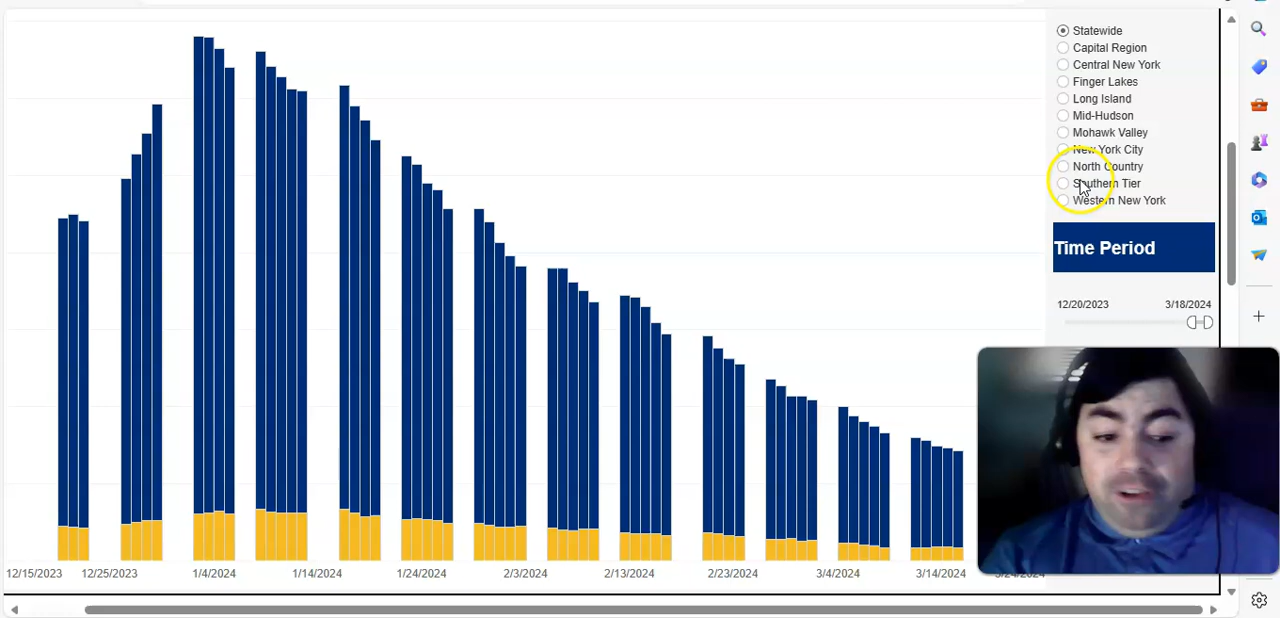 Statewide
Capital Region
Central New York
Finger Lakes
Long Island
Mid-Hudson
Mohawk Valley
New York City
North Country
Southern Tier
Western New York
Time Period
12/20/2023 3/18/2024
12/15/2023 12/25/2023 1/4/2024 1/14/2024 1/24/2024 2/3/2024 2/13/2024 2/23/2024 3/4/2024 3/14/2024 3/24/2024